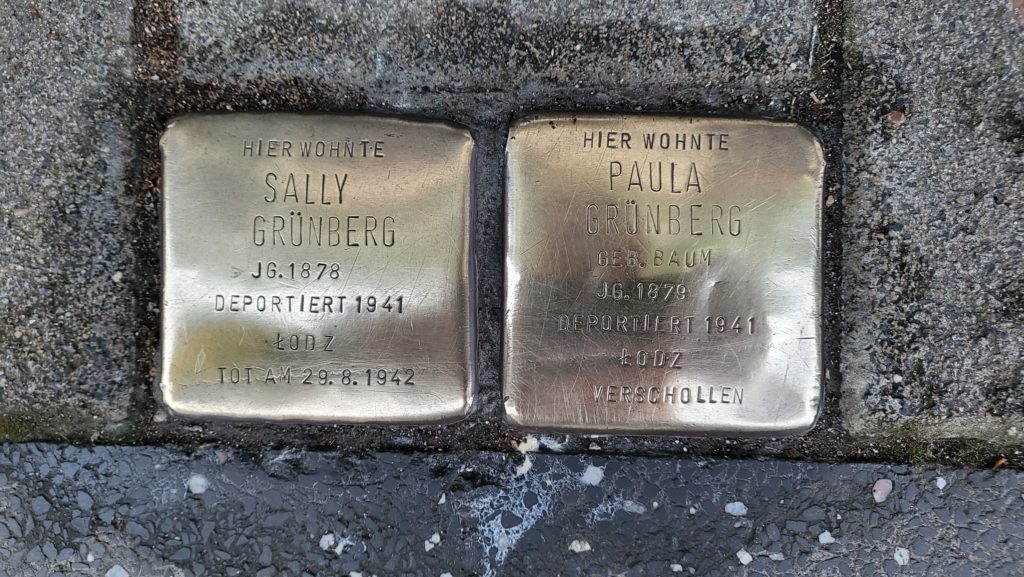 HIER WOHNTE
SALLY
GRÜNBERG
JG. 1878
DEPORTIERT 1941
ŁODZ
TOT AM 29. 8. 1942
HIER WOHNTE
PAULA
GRÜNBERG
GEB. BAUM
JG. 1879
DEPORTIERT 1941
ŁODZ
VERSCHOLLEN